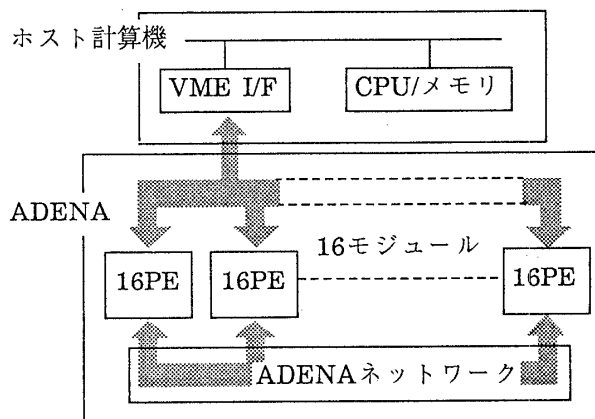 ホスト計算機
VME I/F
CPU/メモリ
ADENA
16モジュール
16PE
16PE
16PE
ADENAネットワーク